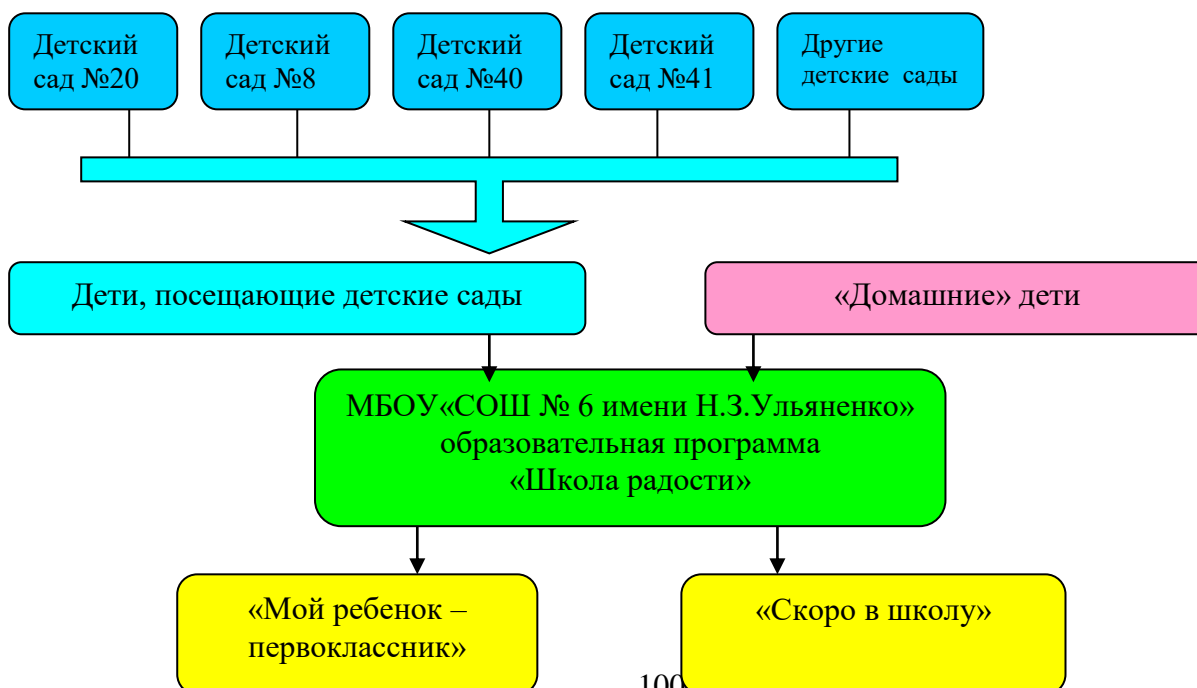 Детский
сад №20
Детский
сад №8
Детский
сад №40
Детский
сад №41
Другие
детские сады
Дети, посещающие детские сады
«Домашние» дети
МБОУ«СОШ № 6 имени Н.З.Ульяненко»
образовательная программа
«Школа радости»
«Мой ребенок –
первоклассник»
«Скоро в школу»
100